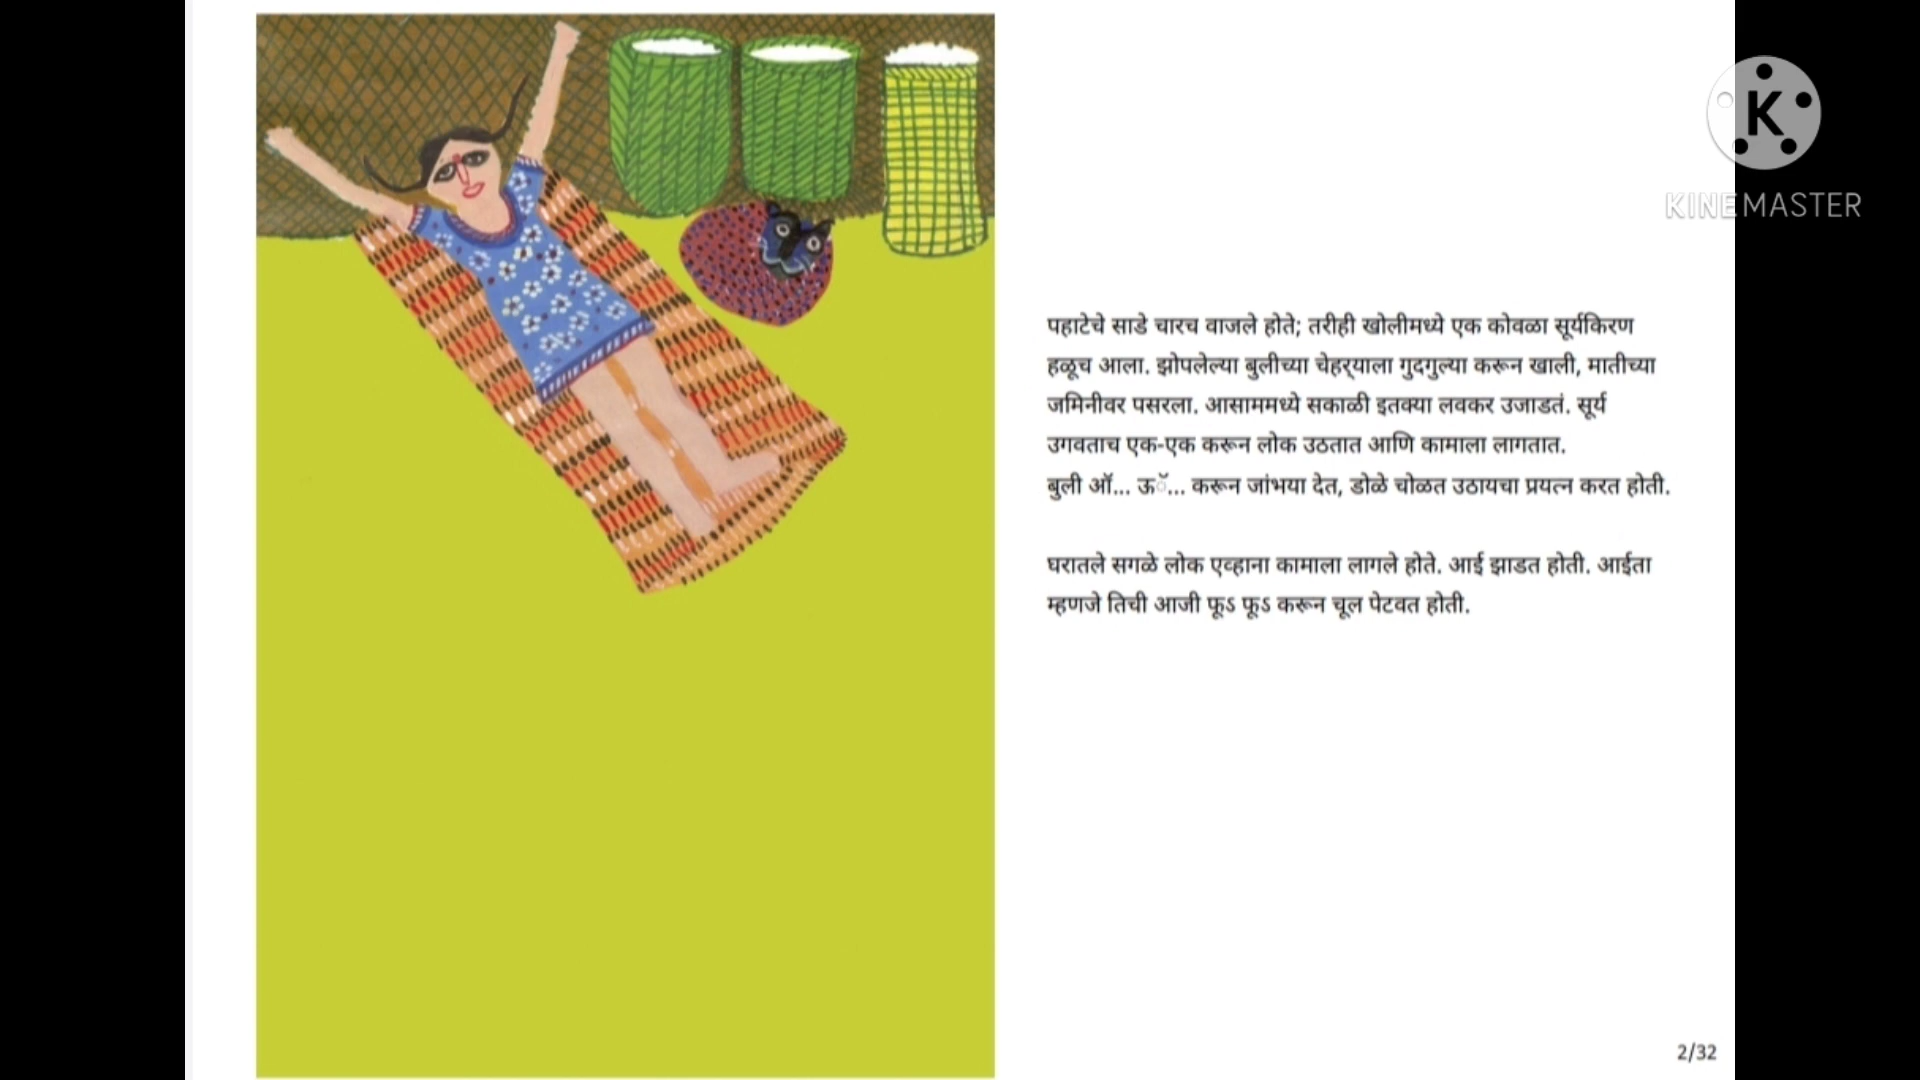 K
KINEMASTER
पहाटेचे साडे चारच वाजले होते; तरीही खोलीमध्ये एक कोवळा सूर्यकिरण
हळूच आला. झोपलेल्या बुलीच्या चेहऱ्याला गुदगुल्या करून खाली, मातीच्या
जमिनीवर पसरला. आसाममध्ये सकाळी इतक्या लवकर उजाडतं. सूर्य
उगवताच एक-एक करून लोक उठतात आणि कामाला लागतात.
बुली ऑ... ऊॅ... करून जांभया देत, डोळे चोळत उठायचा प्रयत्न करत होती.
घरातले सगळे लोक एव्हाना कामाला लागले होते. आई झाडत होती. आईता
म्हणजे तिची आजी फूऽ फूऽ करून चूल पेटवत होती.
2/32